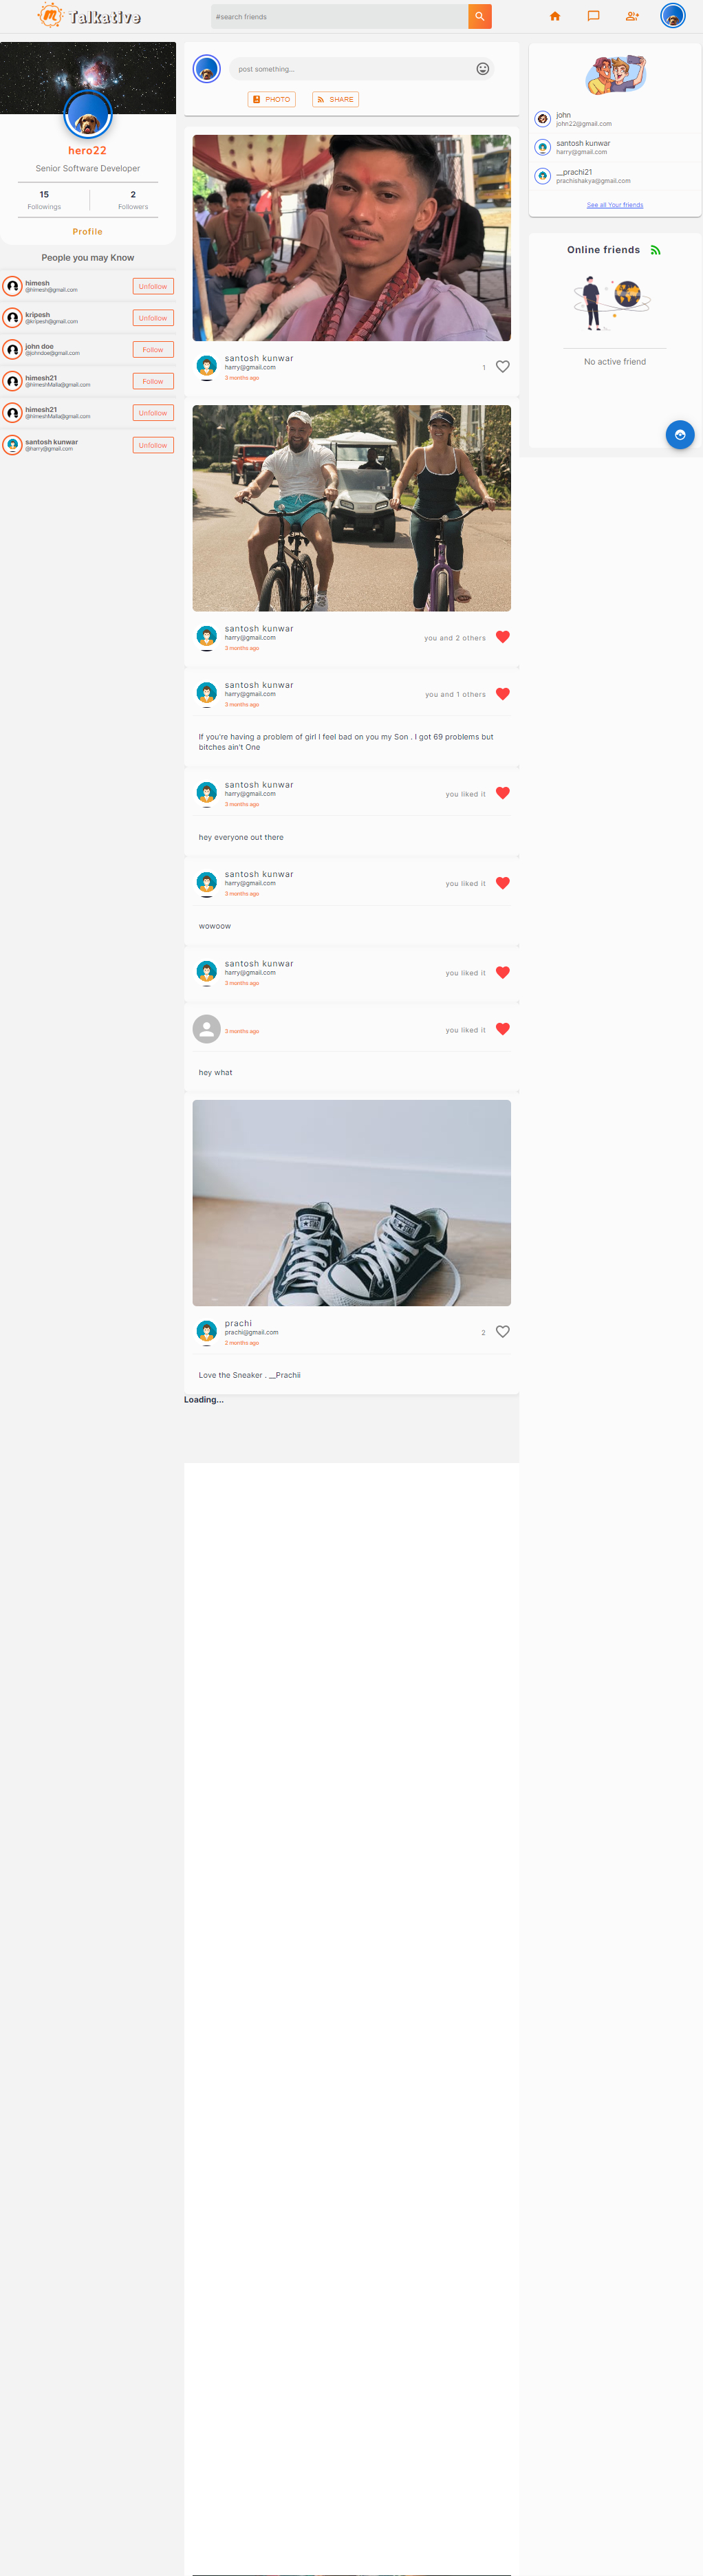 Talkative
#search friends
hero22
Senior Software Developer
15
2
Followings
Followers
Profile
People you may Know
himesh
@himesh@gmail.com
Unfollow
kripesh
@kripesh@gmail.com
Unfollow
john doe
@johndoe@gmail.com
Follow
himesh21
@himeshMalla@gmail.com
Follow
himesh21
@himeshMalla@gmail.com
Unfollow
santosh kunwar
@harry@gmail.com
Unfollow
post something...
PHOTO
SHARE
santosh kunwar
harry@gmail.com
3 months ago
1
santosh kunwar
harry@gmail.com
3 months ago
you and 2 others
santosh kunwar
harry@gmail.com
3 months ago
you and 1 others
If you're having a problem of girl I feel bad on you my Son . I got 69 problems but
bitches ain't One
santosh kunwar
harry@gmail.com
3 months ago
you liked it
hey everyone out there
santosh kunwar
harry@gmail.com
3 months ago
you liked it
wowoow
santosh kunwar
harry@gmail.com
3 months ago
you liked it
3 months ago
you liked it
hey what
ALL STAR
ALL STAR
prachi
prachi@gmail.com
2 months ago
2
Love the Sneaker . __Prachii
Loading...
john
john22@gmail.com
santosh kunwar
harry@gmail.com
__prachi21
prachishakya@gmail.com
See all Your friends
Online friends
No active friend